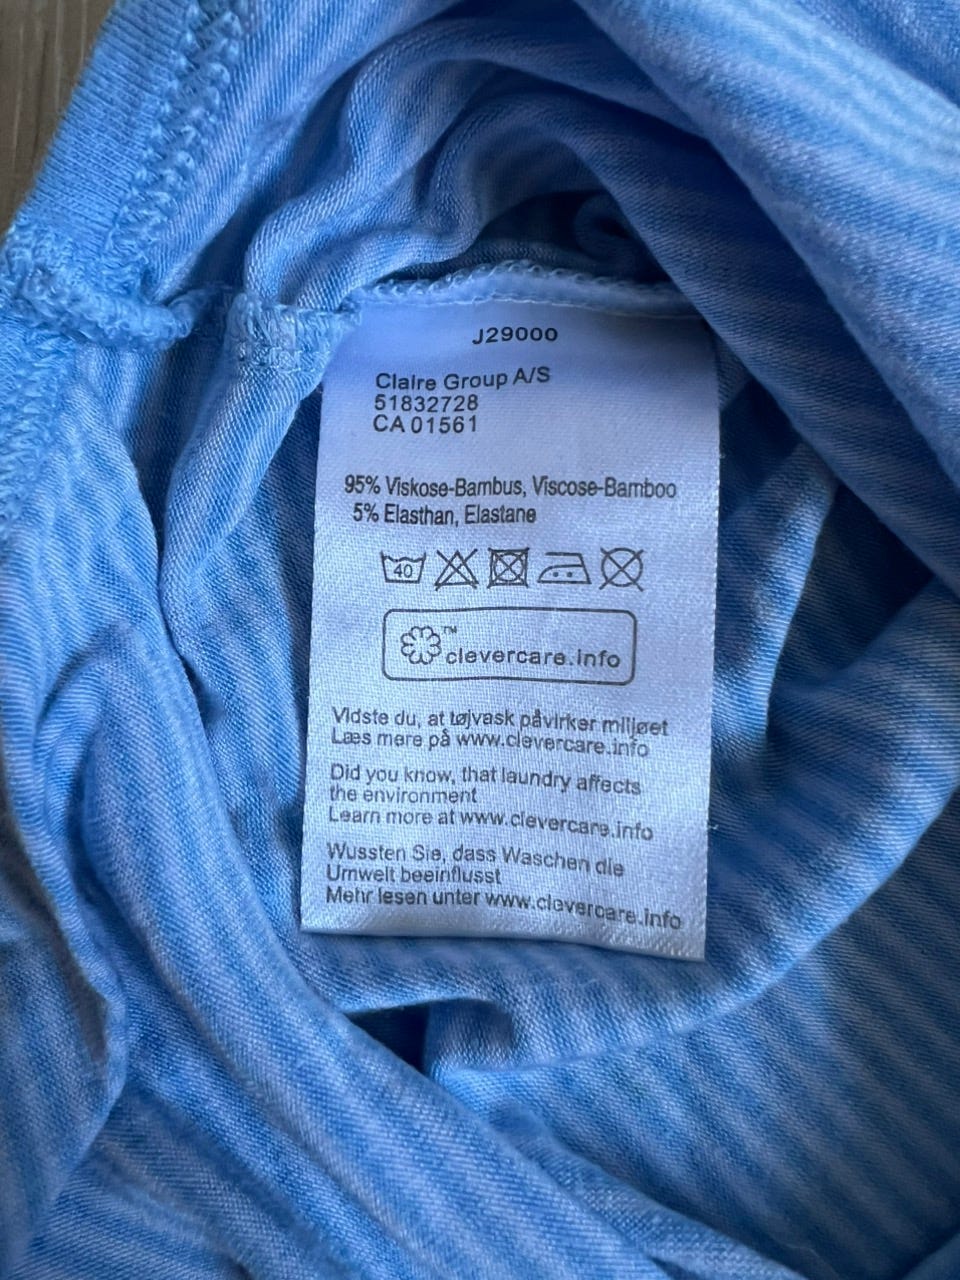 J29000
Claire Group A/S
51832728
CA 01561
95% Viskose-Bambus, Viscose-Bamboo
5% Elasthan, Elastane
40
clevercare.info™
Vidste du, at tøjvask påvirker miljøet
Læs mere på www.clevercare.info
Did you know, that laundry affects
the environment
Learn more at www.clevercare.info
Wussten Sie, dass Waschen die
Umwelt beeinflusst
Mehr lesen unter www.clevercare.info